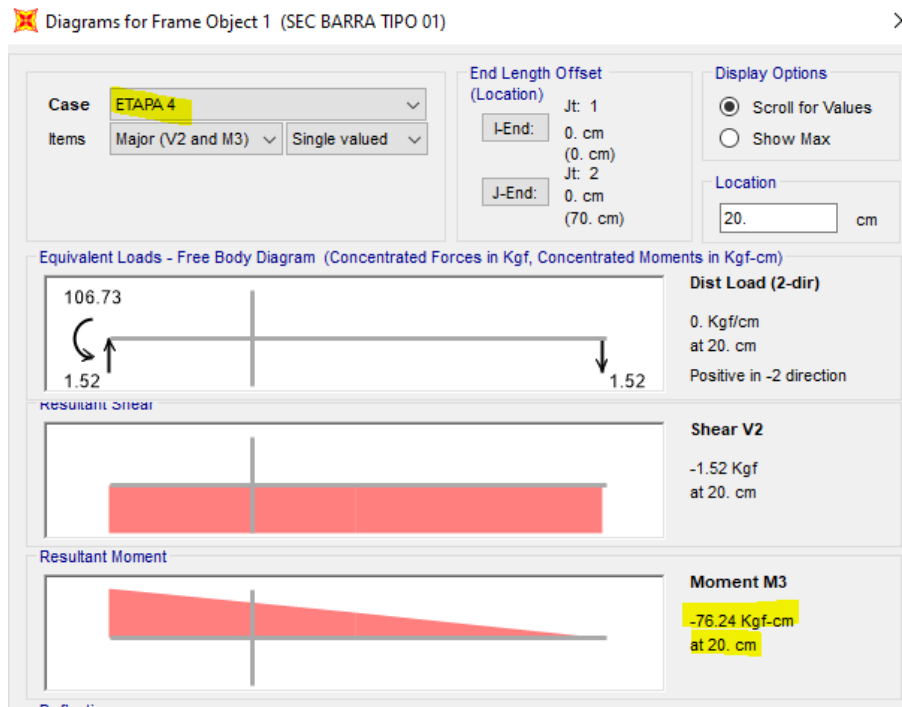 Diagrams for Frame Object 1 (SEC BARRA TIPO 01)
Case ETAPA 4
Items Major (V2 and M3) Single valued
End Length Offset
(Location)
Jt: 1
I-End: 0. cm
(0. cm)
Jt: 2
J-End: 0. cm
(70. cm)
Display Options
Scroll for Values
Show Max
Location
20. cm
Equivalent Loads - Free Body Diagram (Concentrated Forces in Kgf, Concentrated Moments in Kgf-cm)
106.73
1.52
1.52
Dist Load (2-dir)
0. Kgf/cm
at 20. cm
Positive in -2 direction
Resultant Shear
Shear V2
-1.52 Kgf
at 20. cm
Resultant Moment
Moment M3
-76.24 Kgf-cm
at 20. cm